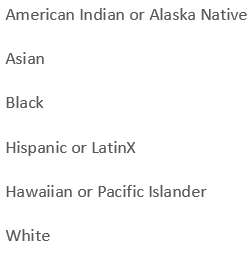 American Indian or Alaska Native
Asian
Black
Hispanic or LatinX
Hawaiian or Pacific Islander
White